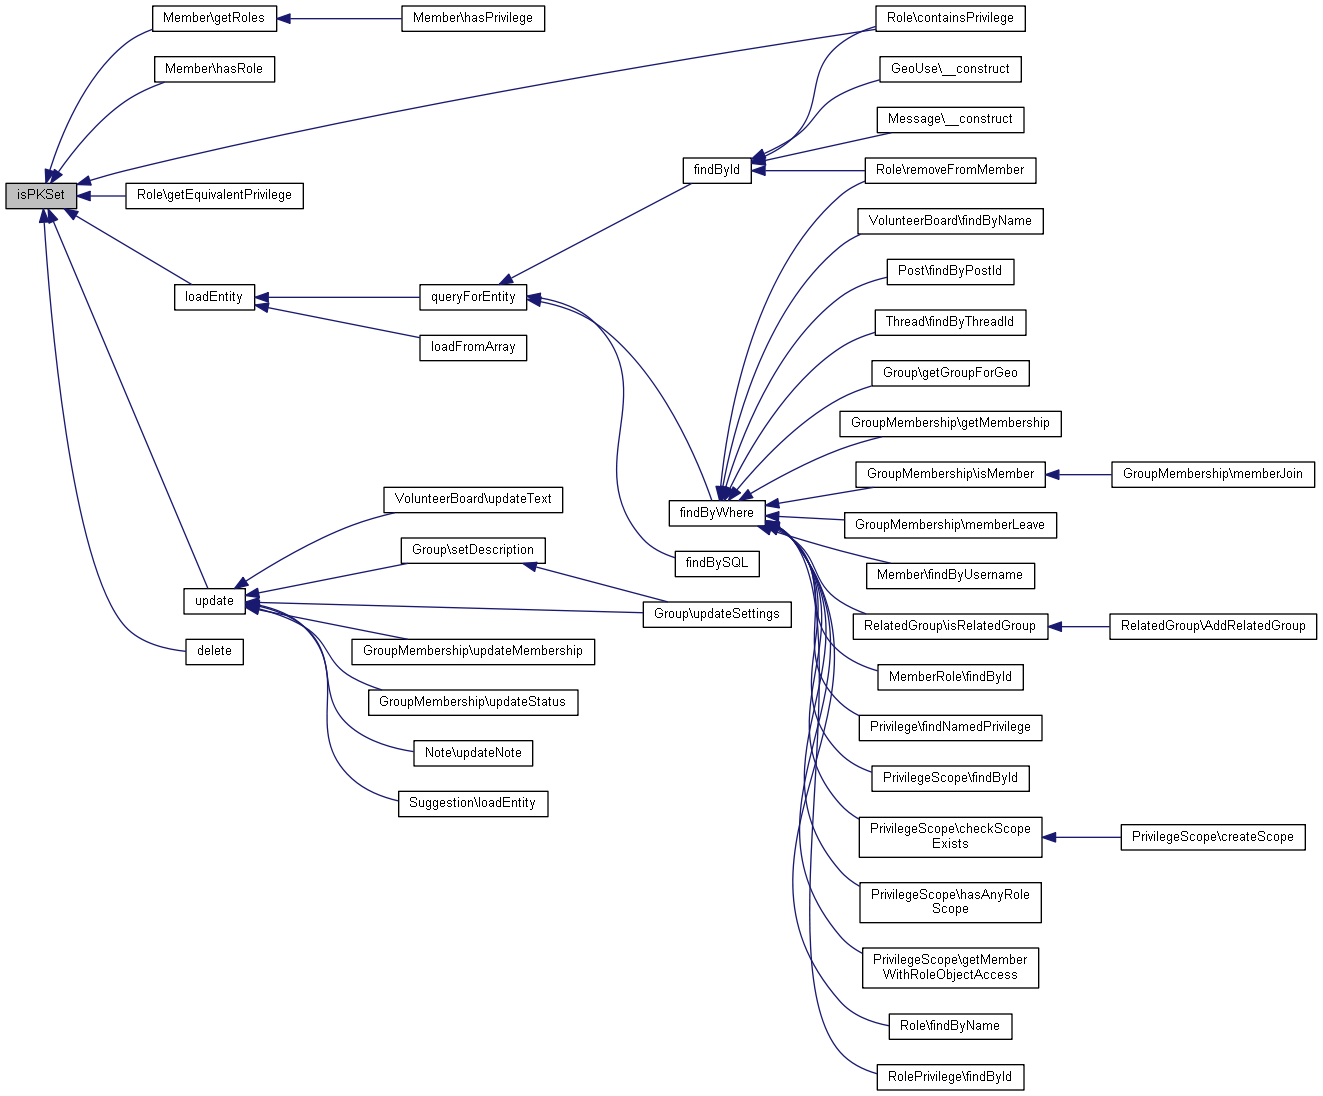 Member\getRoles
Member\hasPrivilege
Role\containsPrivilege
Member\hasRole
GeoUse\__construct
Message\__construct
findById
Role\removeFromMember
isPKSet
Role\getEquivalentPrivilege
VolunteerBoard\findByName
Post\findByPostId
loadEntity
queryForEntity
Thread\findByThreadId
loadFromArray
Group\getGroupForGeo
GroupMembership\getMembership
GroupMembership\isMember
GroupMembership\memberJoin
VolunteerBoard\updateText
findByWhere
GroupMembership\memberLeave
Group\setDescription
findBySQL
Member\findByUsername
update
Group\updateSettings
RelatedGroup\isRelatedGroup
RelatedGroup\AddRelatedGroup
delete
GroupMembership\updateMembership
MemberRole\findById
GroupMembership\updateStatus
Privilege\findNamedPrivilege
Note\updateNote
PrivilegeScope\findById
Suggestion\loadEntity
PrivilegeScope\checkScope
Exists
PrivilegeScope\createScope
PrivilegeScope\hasAnyRole
Scope
PrivilegeScope\getMember
WithRoleObjectAccess
Role\findByName
RolePrivilege\findById